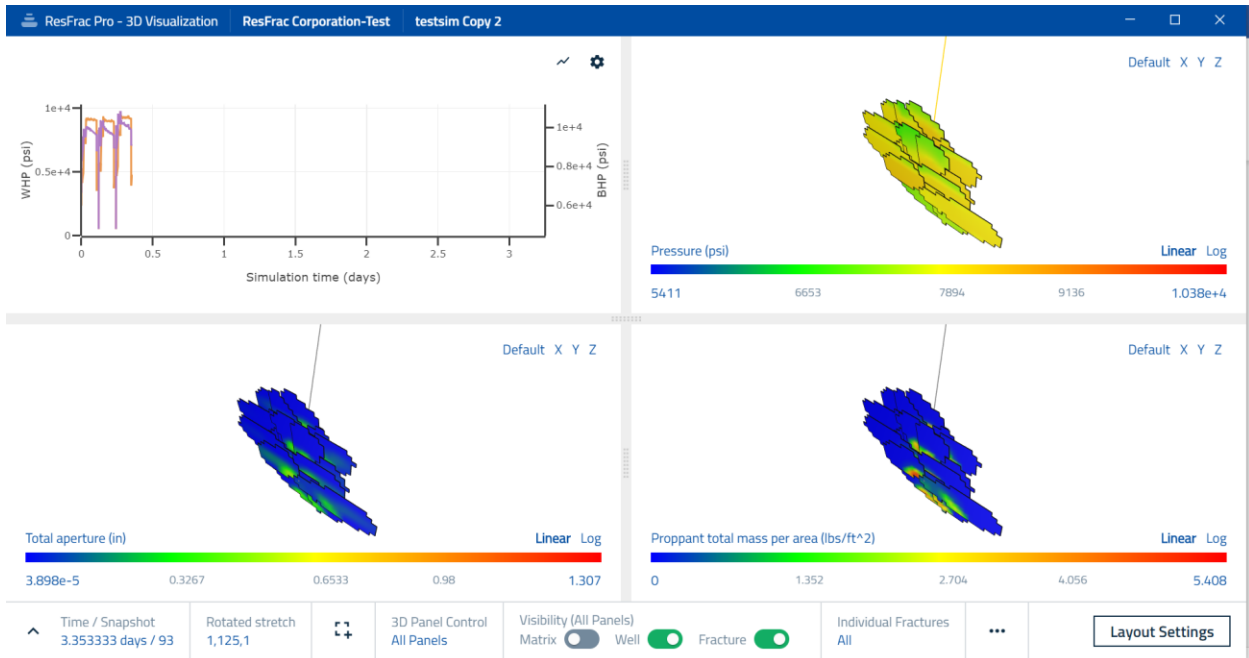 ResFrac Pro - 3D Visualization ResFrac Corporation-Test testsim Copy 2
1e+4
0.5e+4
0
WHP (psi)
1e+4
0.8e+4
0.6e+4
BHP (psi)
0 0.5 1 1.5 2 2.5 3
Simulation time (days)
Default X Y Z
Pressure (psi) Linear Log
5411 6653 7894 9136 1.038e+4
Default X Y Z
Total aperture (in) Linear Log
3.898e-5 0.3267 0.6533 0.98 1.307
Default X Y Z
Proppant total mass per area (lbs/ft^2) Linear Log
0 1.352 2.704 4.056 5.408
Time / Snapshot
3.353333 days / 93
Rotated stretch
1,125,1
3D Panel Control
All Panels
Visibility (All Panels)
Matrix Well Fracture
Individual Fractures
All
Layout Settings